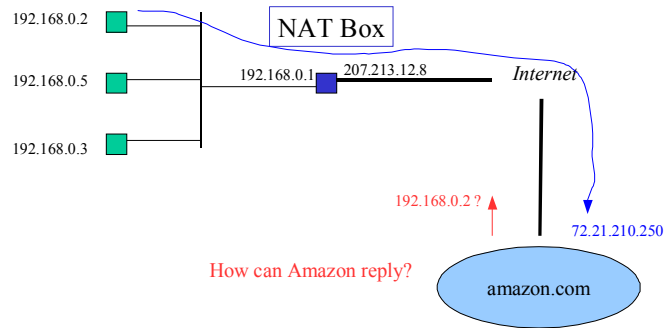 192.168.0.2
NAT Box
192.168.0.5
192.168.0.1
207.213.12.8
Internet
192.168.0.3
192.168.0.2 ?
72.21.210.250
How can Amazon reply?
amazon.com